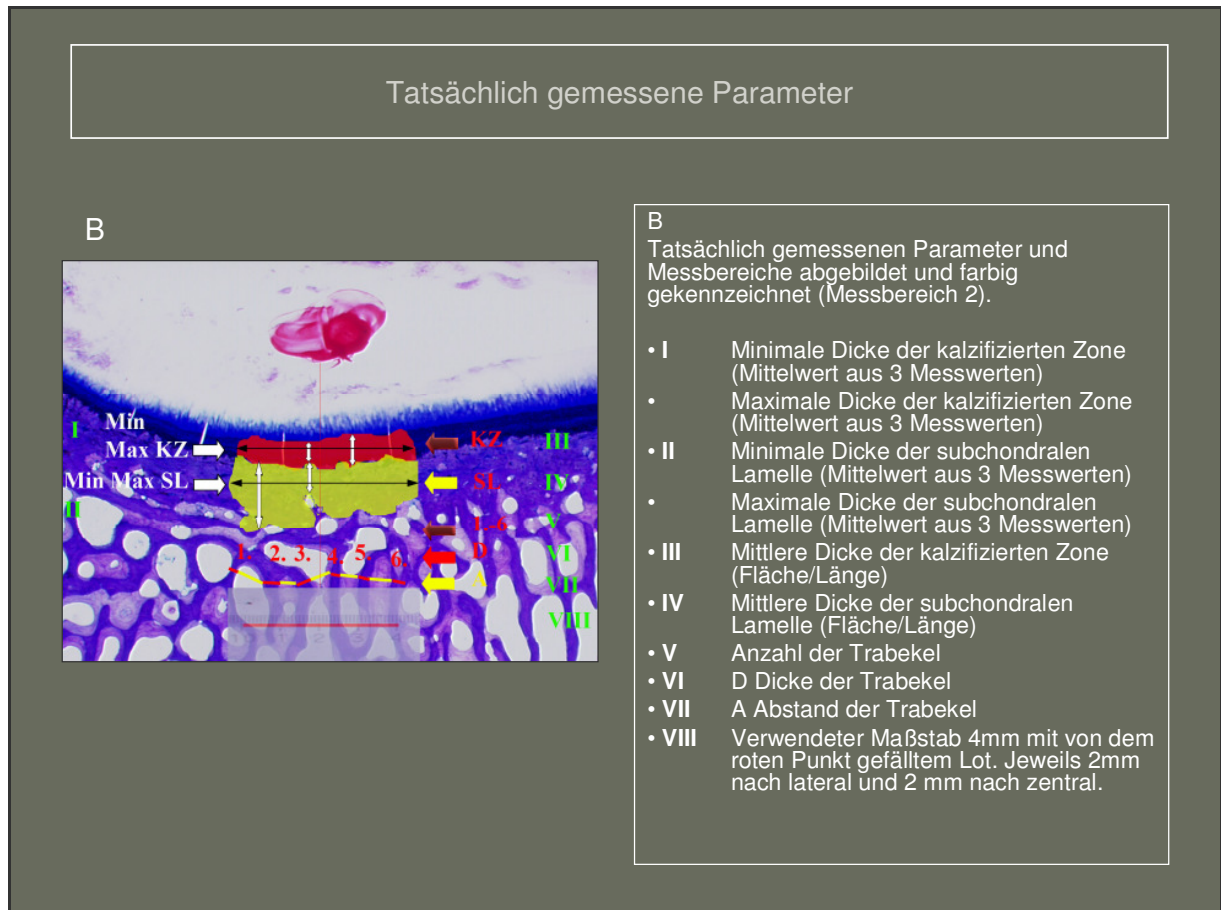 Tatsächlich gemessene Parameter
B
I
Min
Max KZ
Min Max SL
II
KZ
III
SL
IV
1.-6
V
1.
2.
3.
4.
5.
6.
D
VI
A
VII
VIII
B
Tatsächlich gemessenen Parameter und
Messbereiche abgebildet und farbig
gekennzeichnet (Messbereich 2).
• I Minimale Dicke der kalzifizierten Zone
(Mittelwert aus 3 Messwerten)
• Maximale Dicke der kalzifizierten Zone
(Mittelwert aus 3 Messwerten)
• II Minimale Dicke der subchondralen
Lamelle (Mittelwert aus 3 Messwerten)
• Maximale Dicke der subchondralen
Lamelle (Mittelwert aus 3 Messwerten)
• III Mittlere Dicke der kalzifizierten Zone
(Fläche/Länge)
• IV Mittlere Dicke der subchondralen
Lamelle (Fläche/Länge)
• V Anzahl der Trabekel
• VI D Dicke der Trabekel
• VII A Abstand der Trabekel
• VIII Verwendeter Maßstab 4mm mit von dem
roten Punkt gefälltem Lot. Jeweils 2mm
nach lateral und 2 mm nach zentral.